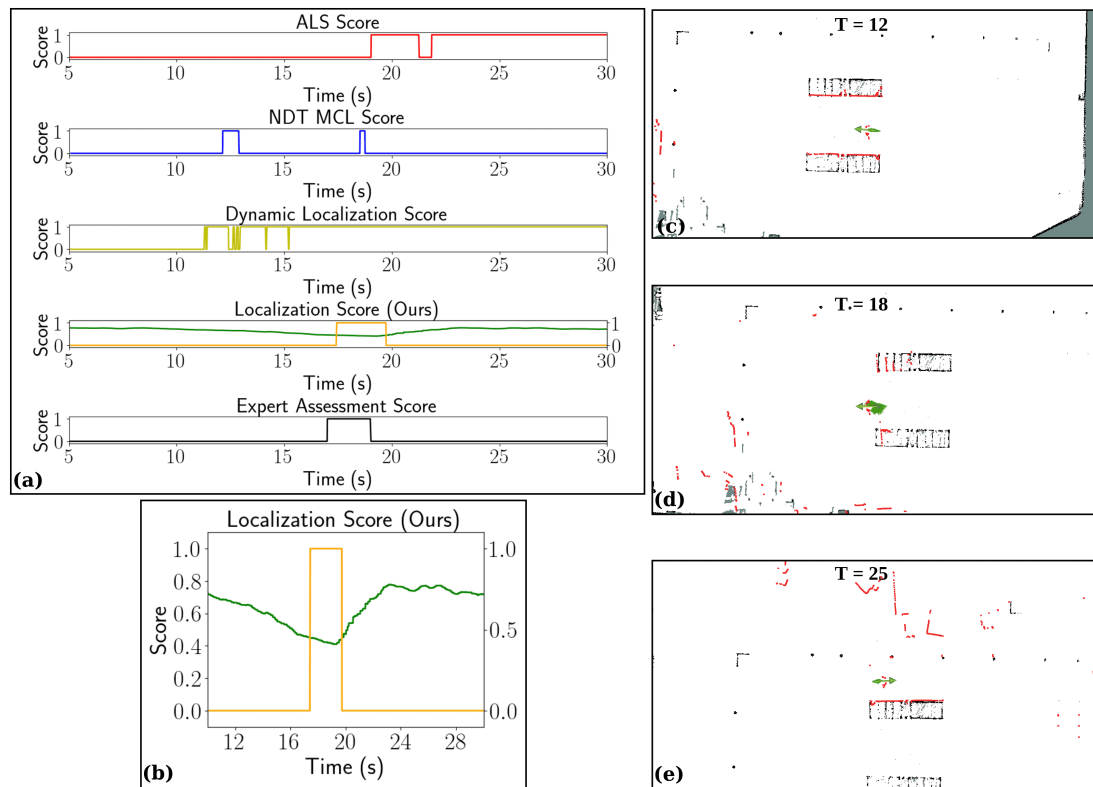 ALS Score
Score
1
0
5 10 15 20 25 30
Time (s)
NDT MCL Score
Score
1
0
5 10 15 20 25 30
Time (s)
Dynamic Localization Score
Score
1
0
5 10 15 20 25 30
Time (s)
Localization Score (Ours)
Score
1 1
0 0
5 10 15 20 25 30
Time (s)
Expert Assessment Score
Score
1
0
5 10 15 20 25 30
Time (s)
(a)
Localization Score (Ours)
Score
1.0 1.0
0.8
0.6
0.5
0.4
0.2
0.0 0.0
12 16 20 24 28
Time (s)
(b)
T = 12
(c)
T = 18
(d)
T = 25
(e)